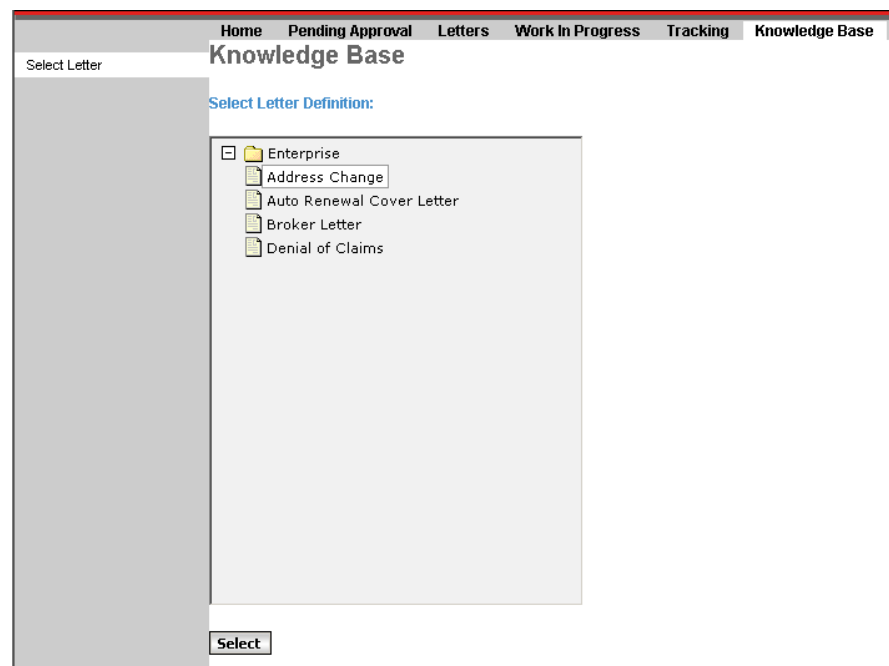 Home Pending Approval Letters Work In Progress Tracking Knowledge Base
Select Letter
Knowledge Base
Select Letter Definition:
Enterprise
Address Change
Auto Renewal Cover Letter
Broker Letter
Denial of Claims
Select